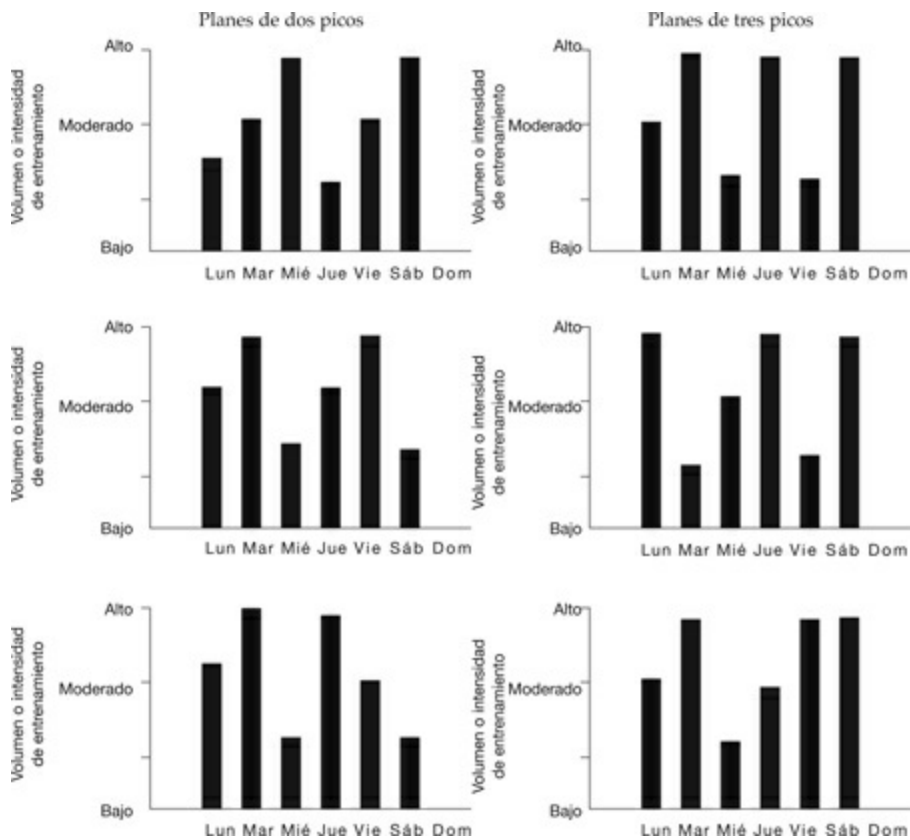 Planes de dos picos
Planes de tres picos
Volumen o intensidad
de entrenamiento
Alto
Moderado
Bajo
Lun Mar Mié Jue Vie Sáb Dom
Volumen o intensidad
de entrenamiento
Alto
Moderado
Bajo
Lun Mar Mié Jue Vie Sáb Dom
Volumen o intensidad
de entrenamiento
Alto
Moderado
Bajo
Lun Mar Mié Jue Vie Sáb Dom
Volumen o intensidad
de entrenamiento
Alto
Moderado
Bajo
Lun Mar Mié Jue Vie Sáb Dom
Volumen o intensidad
de entrenamiento
Alto
Moderado
Bajo
Lun Mar Mié Jue Vie Sáb Dom
Volumen o intensidad
de entrenamiento
Alto
Moderado
Bajo
Lun Mar Mié Jue Vie Sáb Dom